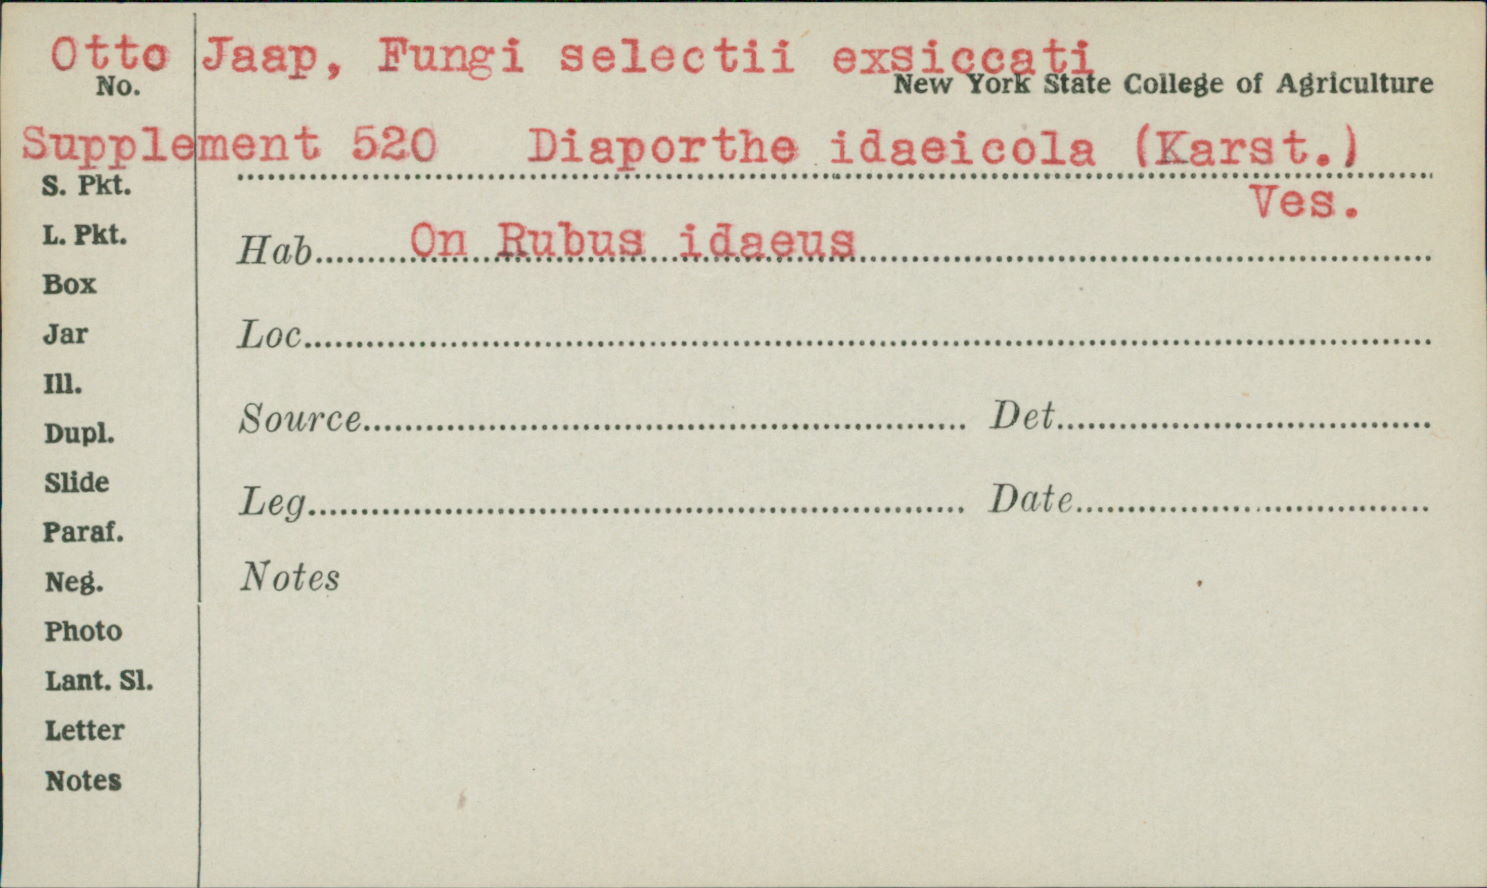 Otto Jaap, Fungi selectii exsiccati
No.
New York State College of Agriculture
Supplement 520 Diaporthe idaeicola (Karst.)
Ves.
S. Pkt.
L. Pkt.
Hab. On Rubus idaeus
Box
Jar
Loc.
Ill.
Dupl.
Source Det.
Slide
Leg. Date
Paraf.
Neg.
Notes
Photo
Lant. Sl.
Letter
Notes